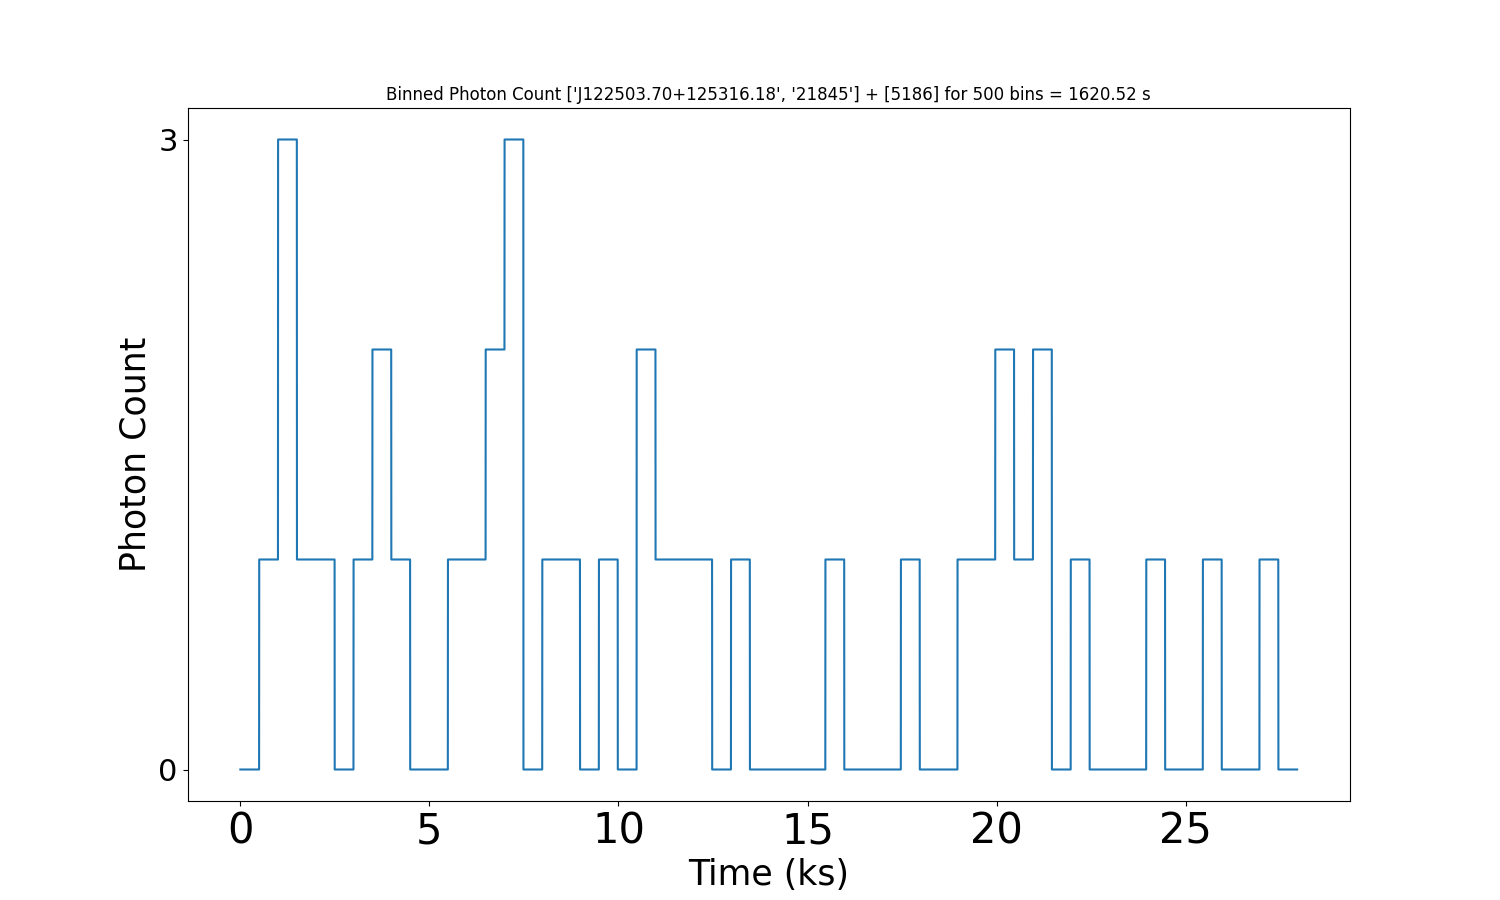 Binned Photon Count ['J122503.70+125316.18', '21845'] + [5186] for 500 bins = 1620.52 s
3
Photon Count
0
0 5 10 15 20 25
Time (ks)